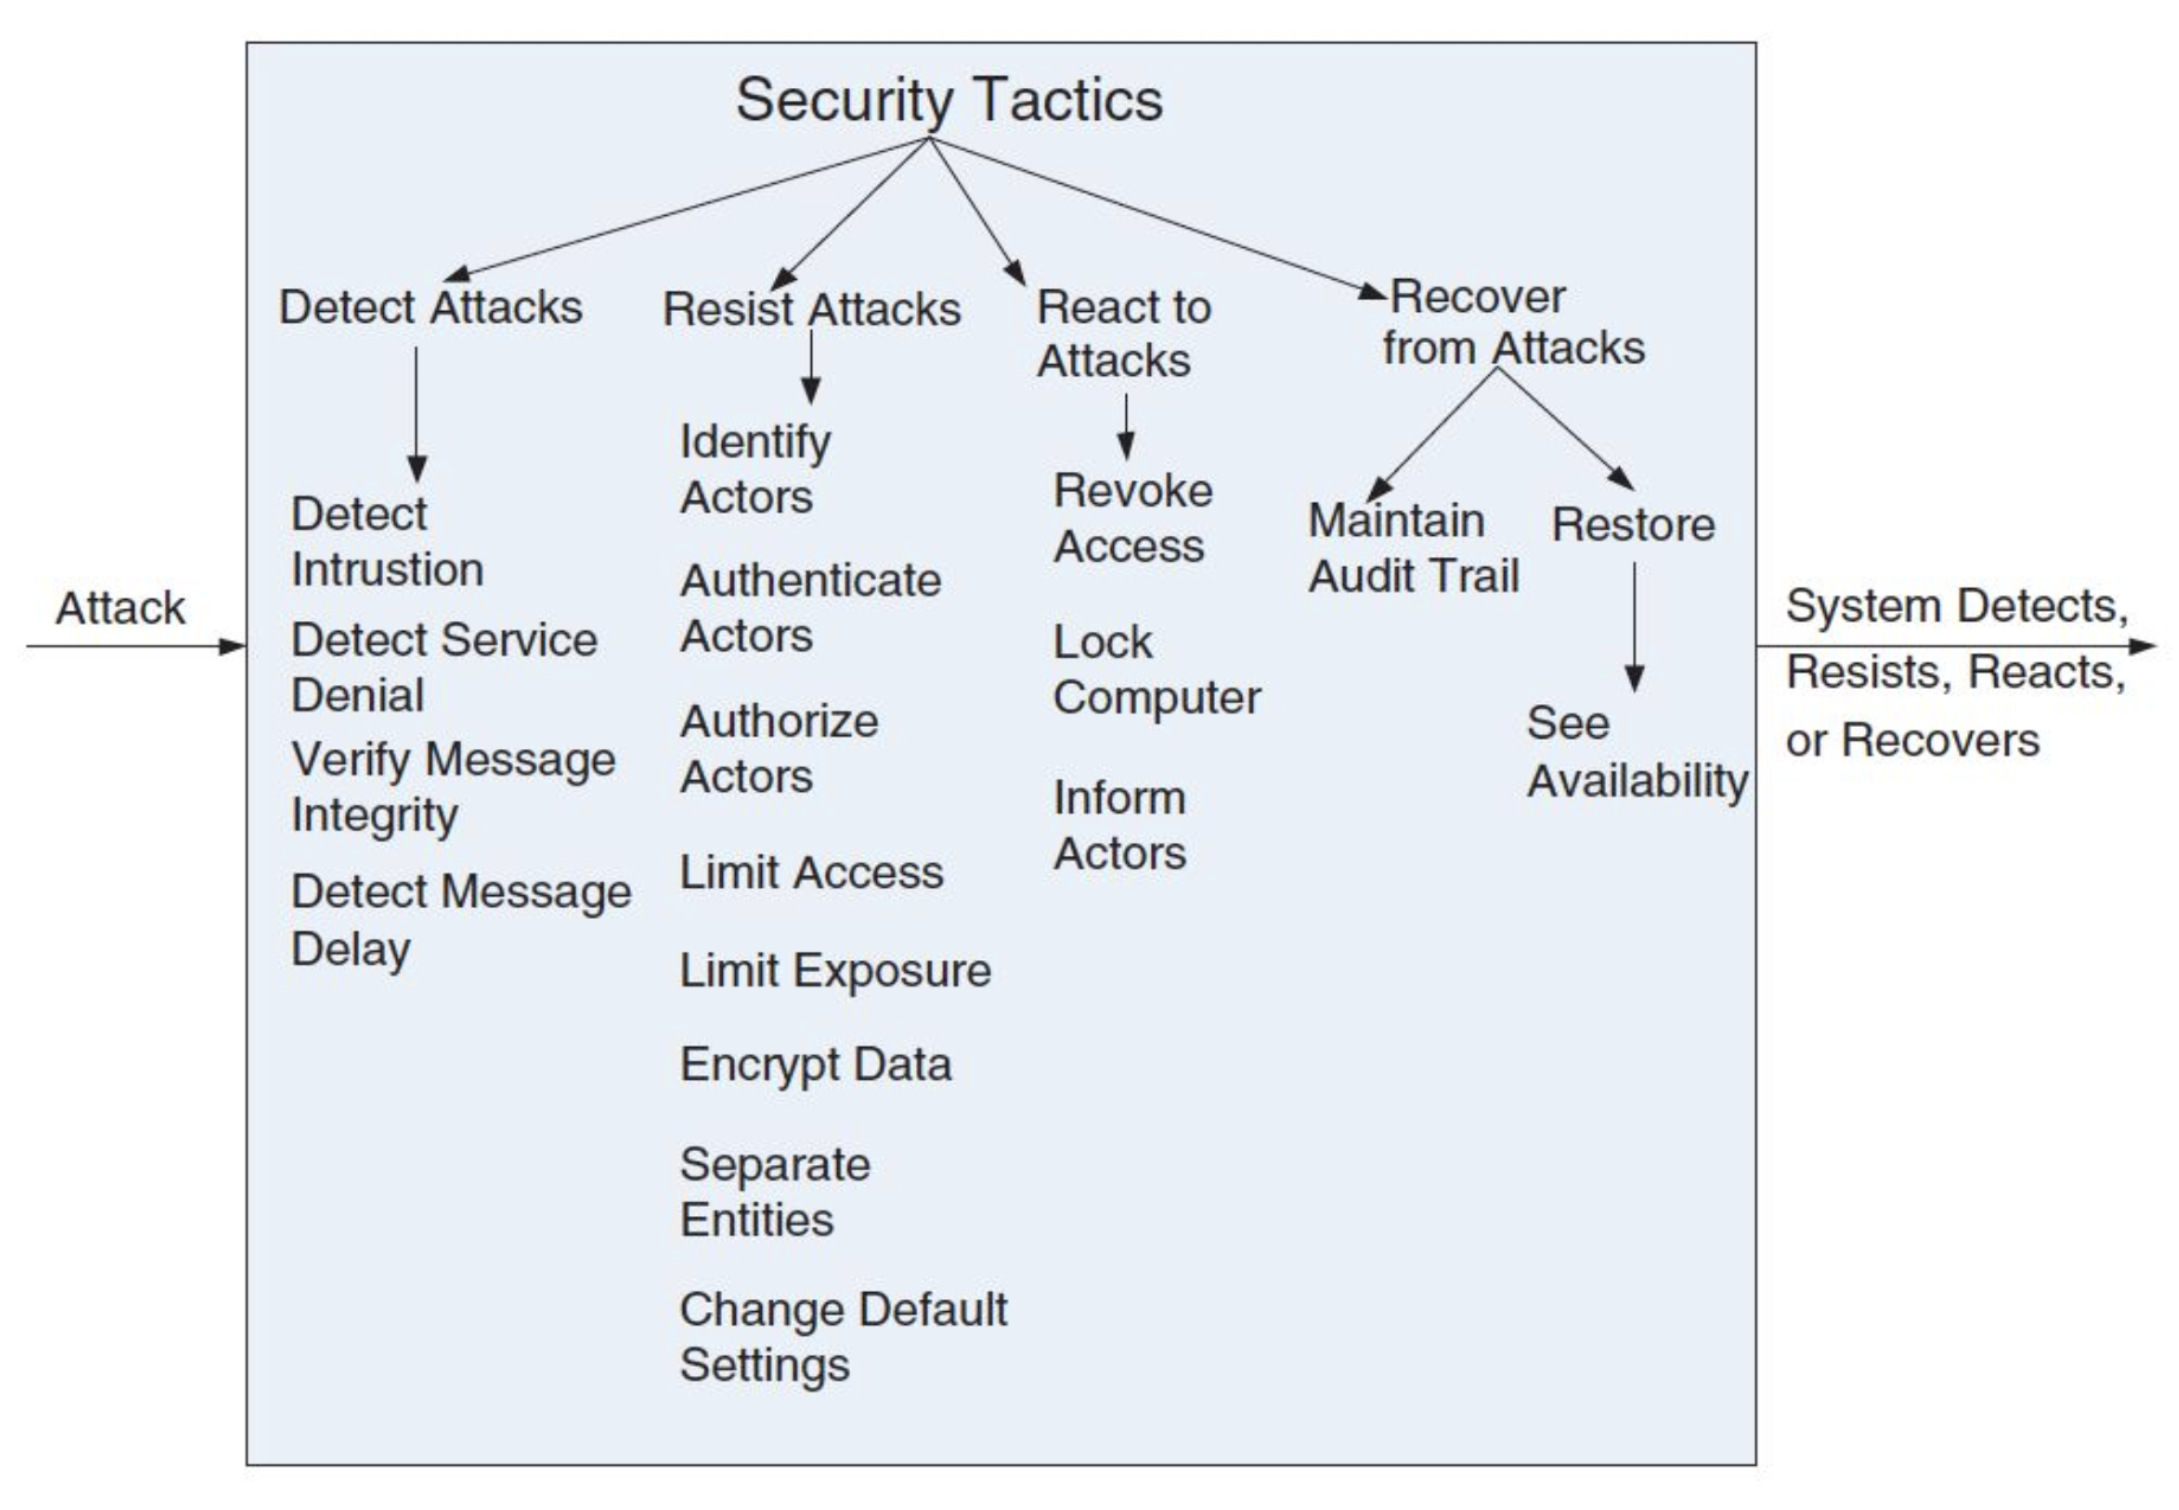 Security Tactics
Attack
Detect Attacks
Detect
Intrustion
Detect Service
Denial
Verify Message
Integrity
Detect Message
Delay
Resist Attacks
Identify
Actors
Authenticate
Actors
Authorize
Actors
Limit Access
Limit Exposure
Encrypt Data
Separate
Entities
Change Default
Settings
React to
Attacks
Revoke
Access
Lock
Computer
Inform
Actors
Recover
from Attacks
Maintain
Audit Trail
Restore
See
Availability
System Detects,
Resists, Reacts,
or Recovers